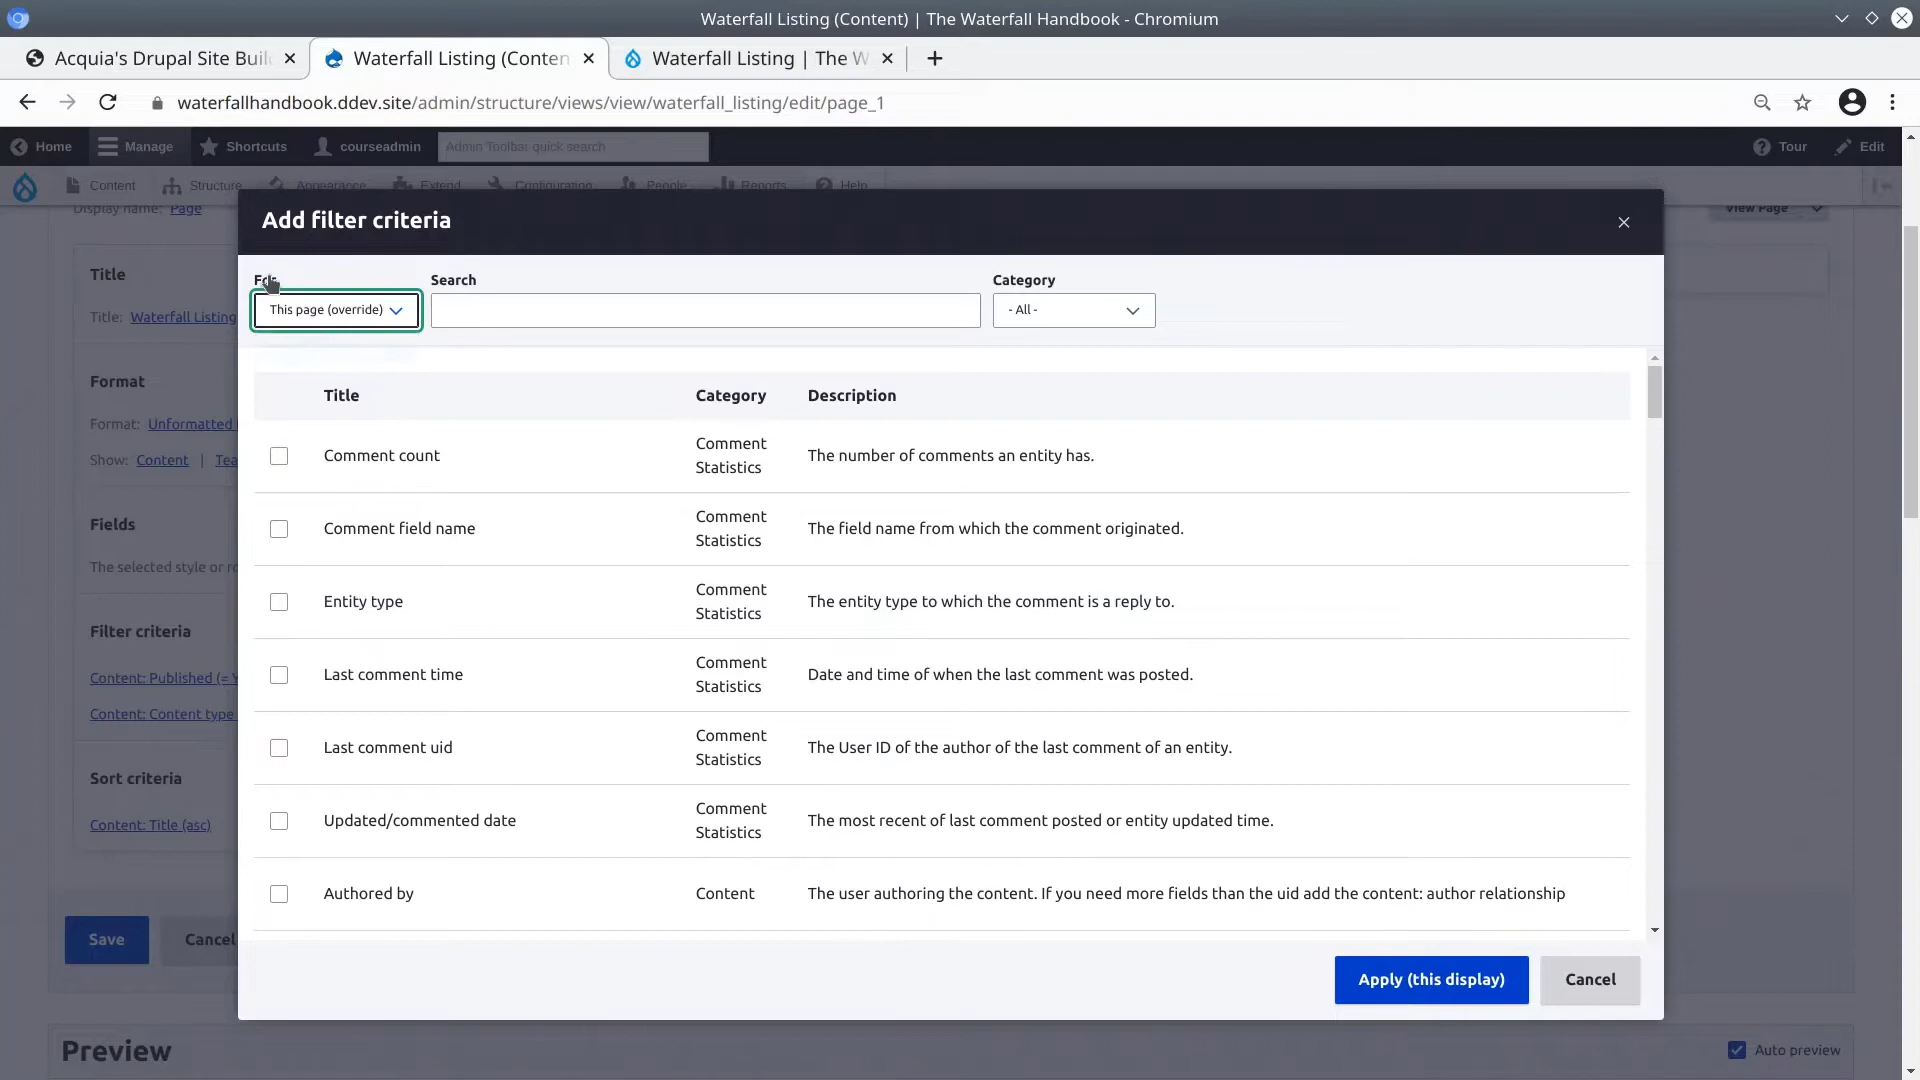 Waterfall Listing (Content) | The Waterfall Handbook - Chromium
Acquia's Drupal Site Buil
Waterfall Listing (Conten
Waterfall Listing | The W
waterfallhandbook.ddev.site/admin/structure/views/view/waterfall_listing/edit/page_1
Home
Manage
Shortcuts
courseadmin
Admin Toolbar quick search
Tour
Edit
Content
Structure
Appearance
Extend
Configuration
People
Reports
Help
Display name: Page
View Page
Add filter criteria
For
Search
Category
This page (override)
- All -
Title
Title: Waterfall Listing
Format
Format: Unformatted
Show: Content | Tea
Fields
The selected style or ro
Filter criteria
Content: Published (= Y
Content: Content type
Sort criteria
Content: Title (asc)
Save
Cancel
Title Category Description
Comment count Comment Statistics The number of comments an entity has.
Comment field name Comment Statistics The field name from which the comment originated.
Entity type Comment Statistics The entity type to which the comment is a reply to.
Last comment time Comment Statistics Date and time of when the last comment was posted.
Last comment uid Comment Statistics The User ID of the author of the last comment of an entity.
Updated/commented date Comment Statistics The most recent of last comment posted or entity updated time.
Authored by Content The user authoring the content. If you need more fields than the uid add the content: author relationship
Apply (this display)
Cancel
Preview
Auto preview